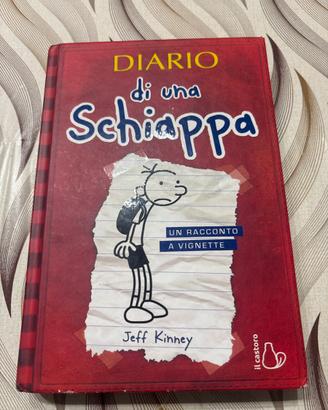 DIARIO
di una
Schiappa
UN RACCONTO
A VIGNETTE
Jeff Kinney
il castoro